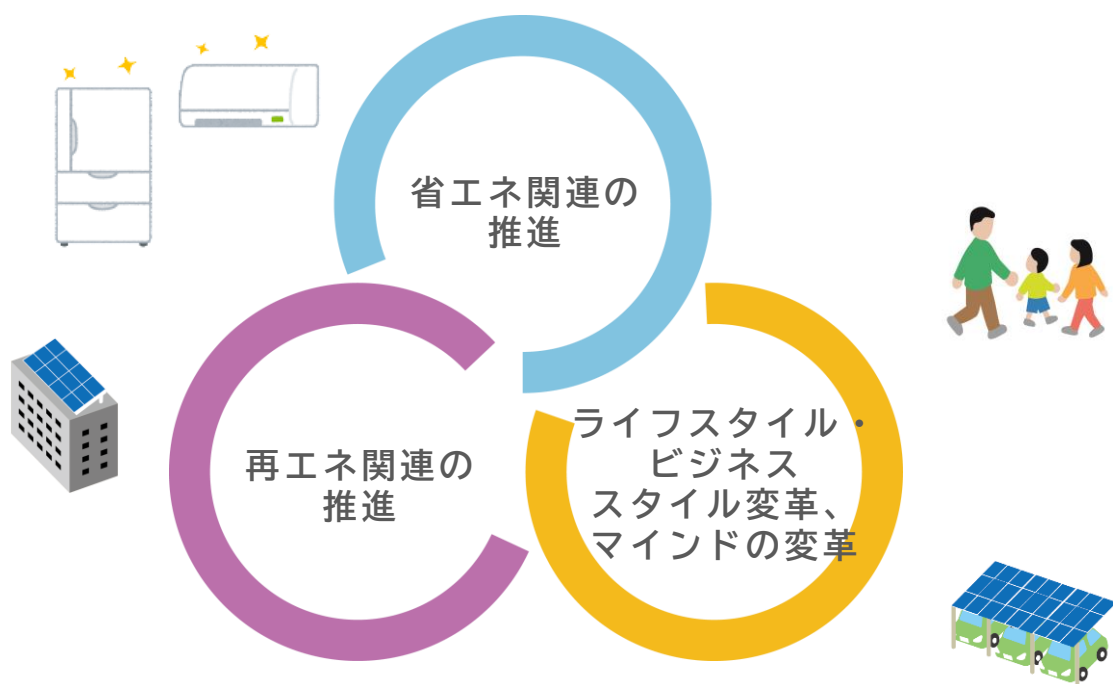 省エネ関連の
推進
再エネ関連の
推進
ライフスタイル・
ビジネス
スタイル変革、
マインドの変革